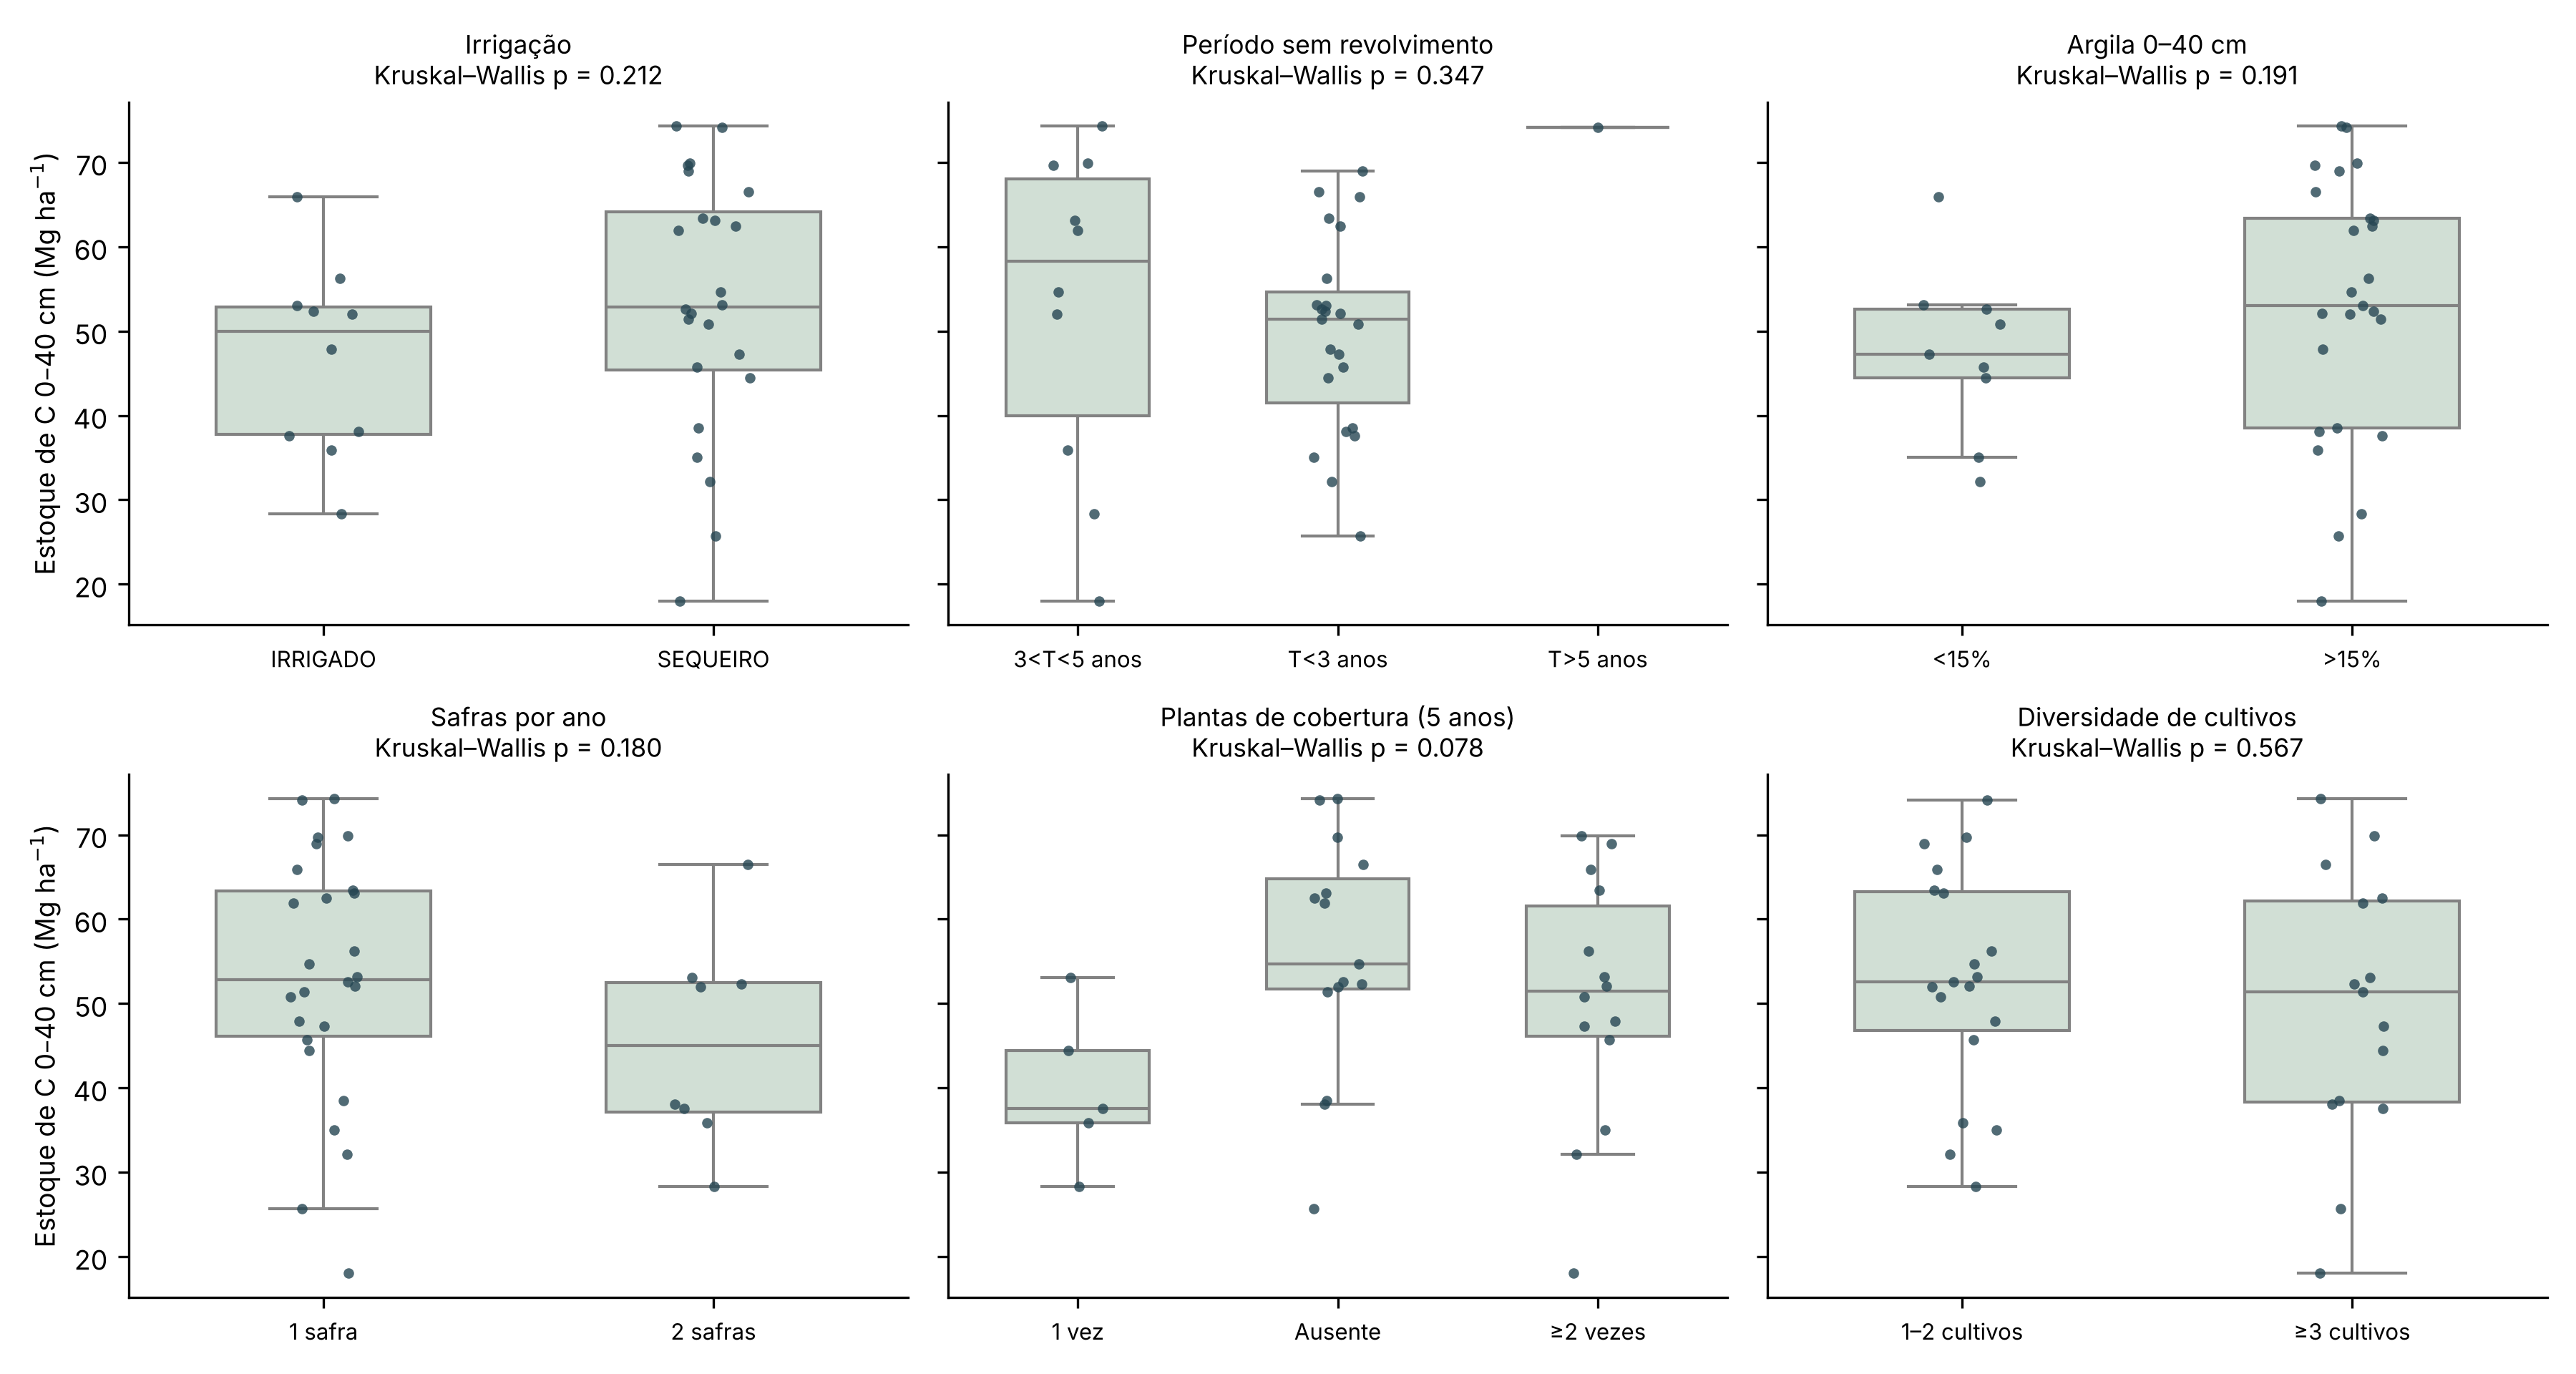 Irrigação
Kruskal–Wallis p = 0.212
Período sem revolvimento
Kruskal–Wallis p = 0.347
Argila 0–40 cm
Kruskal–Wallis p = 0.191
Estoque de C 0–40 cm (Mg ha⁻¹)
70
60
50
40
30
20
IRRIGADO
SEQUEIRO
3<T<5 anos
T<3 anos
T>5 anos
<15%
>15%
Safras por ano
Kruskal–Wallis p = 0.180
Plantas de cobertura (5 anos)
Kruskal–Wallis p = 0.078
Diversidade de cultivos
Kruskal–Wallis p = 0.567
Estoque de C 0–40 cm (Mg ha⁻¹)
70
60
50
40
30
20
1 safra
2 safras
1 vez
Ausente
≥2 vezes
1–2 cultivos
≥3 cultivos